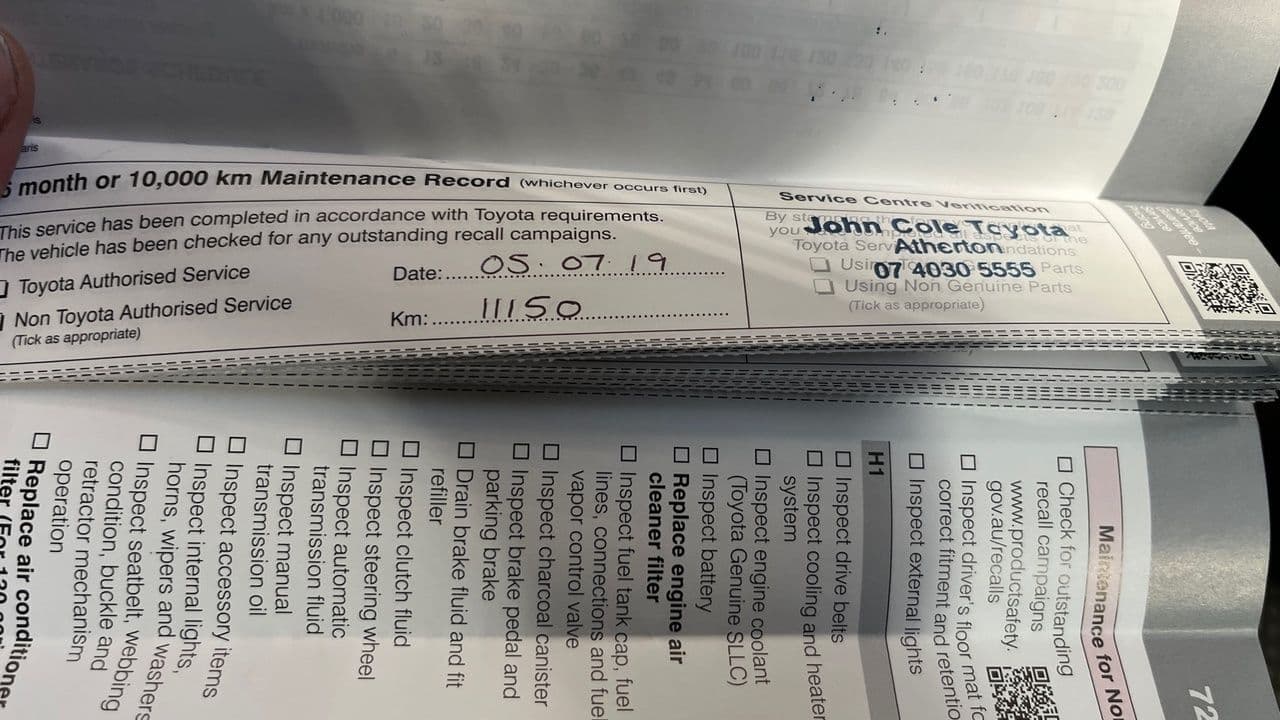 month or 10,000 km Maintenance Record (whichever occurs first)
This service has been completed in accordance with Toyota requirements.
The vehicle has been checked for any outstanding recall campaigns.
Toyota Authorised Service
Non Toyota Authorised Service
(Tick as appropriate)
Date: 05.07.19
Km: 11150
Service Centre Verification
By
you
Toyota
John Cole Toyota
Atherton
07 4030 5555
Parts
Using Non Genuine Parts
(Tick as appropriate)
72
Maintenance for
Check for outstanding
recall campaigns
www.productsafety.
gov.au/recalls
Inspect driver's floor mat
correct fitment and
Inspect external lights
H1
Inspect drive belts
Inspect cooling and heater
system
Inspect engine coolant
(Toyota Genuine SLLC)
Inspect battery
Replace engine air
cleaner filter
Inspect fuel tank cap, fuel
lines, connections and fuel
vapor control valve
Inspect charcoal canister
Inspect brake pedal and
parking brake
Drain brake fluid and fit
refiller
Inspect clutch fluid
Inspect steering wheel
Inspect automatic
transmission fluid
Inspect manual
transmission oil
Inspect accessory items
Inspect internal lights,
horns, wipers and washers
Inspect seatbelt, webbing
condition, buckle and
retractor mechanism
operation
Replace air conditioner
filter (For